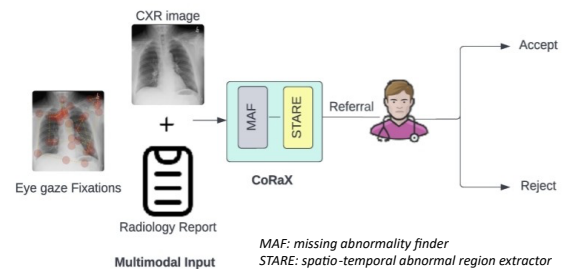 CXR image
Accept
MAF
STARE
Referral
Eye gaze Fixations
CoRaX
Reject
Radiology Report
Multimodal Input
MAF: missing abnormality finder
STARE: spatio-temporal abnormal region extractor